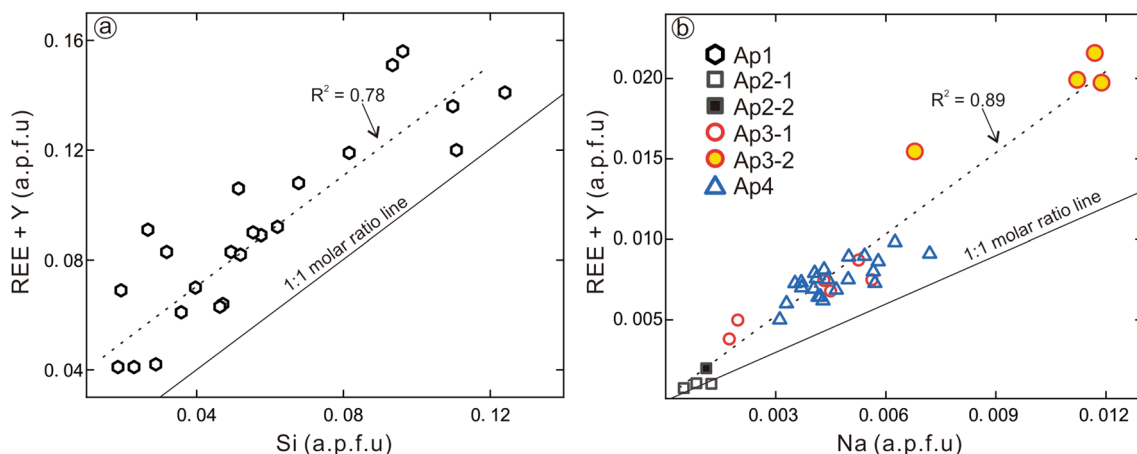 ⓐ
REE + Y (a.p.f.u)
0.16
0.12
0.08
0.04
R² = 0.78
1:1 molar ratio line
0.04
0.08
0.12
Si (a.p.f.u)
ⓑ
REE + Y (a.p.f.u)
0.020
0.015
0.010
0.005
Ap1
Ap2-1
Ap2-2
Ap3-1
Ap3-2
Ap4
R² = 0.89
1:1 molar ratio line
0.003
0.006
0.009
0.012
Na (a.p.f.u)